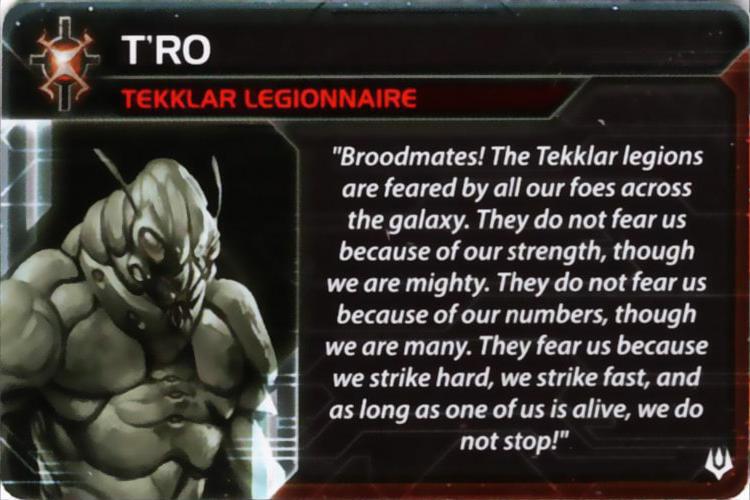 T'RO
TEKKLAR LEGIONNAIRE
"Broodmates! The Tekklar legions
are feared by all our foes across
the galaxy. They do not fear us
because of our strength, though
we are mighty. They do not fear us
because of our numbers, though
we are many. They fear us because
we strike hard, we strike fast, and
as long as one of us is alive, we do
not stop!"